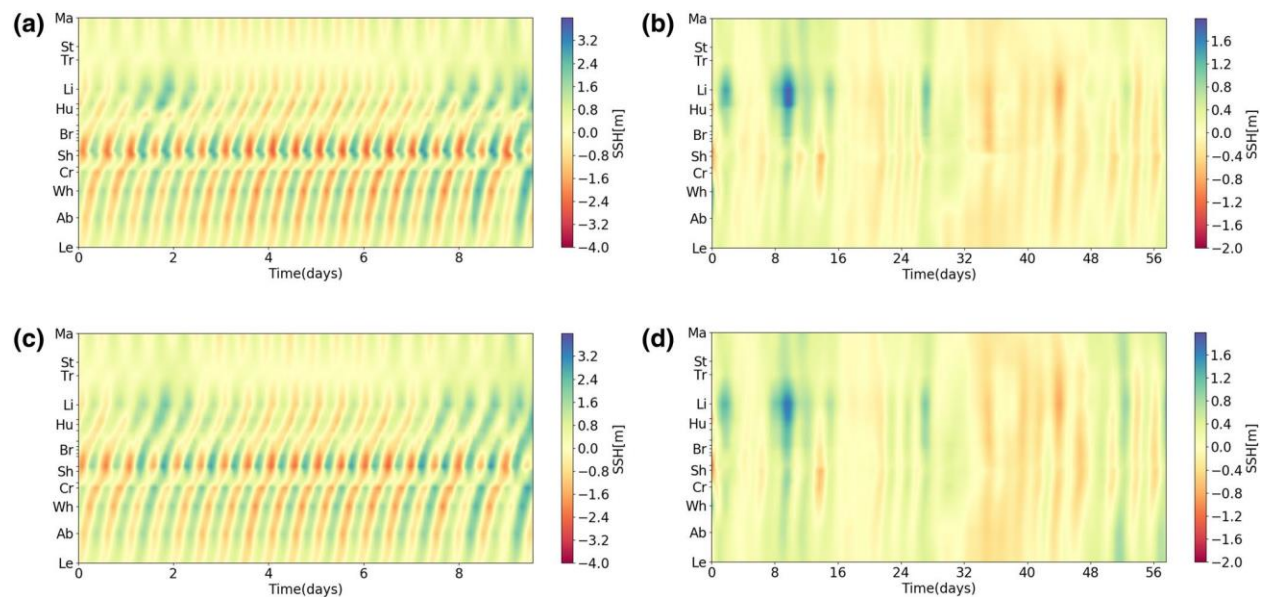 (a)
Ma
St
Tr
Li
Hu
Br
Sh
Cr
Wh
Ab
Le
0
2
4
6
8
Time(days)
3.2
2.4
1.6
0.8
0.0
−0.8
−1.6
−2.4
−3.2
−4.0
SSH[m]
(b)
Ma
St
Tr
Li
Hu
Br
Sh
Cr
Wh
Ab
Le
0
8
16
24
32
40
48
56
Time(days)
1.6
1.2
0.8
0.4
0.0
−0.4
−0.8
−1.2
−1.6
−2.0
SSH[m]
(c)
Ma
St
Tr
Li
Hu
Br
Sh
Cr
Wh
Ab
Le
0
2
4
6
8
Time(days)
3.2
2.4
1.6
0.8
0.0
−0.8
−1.6
−2.4
−3.2
−4.0
SSH[m]
(d)
Ma
St
Tr
Li
Hu
Br
Sh
Cr
Wh
Ab
Le
0
8
16
24
32
40
48
56
Time(days)
1.6
1.2
0.8
0.4
0.0
−0.4
−0.8
−1.2
−1.6
−2.0
SSH[m]